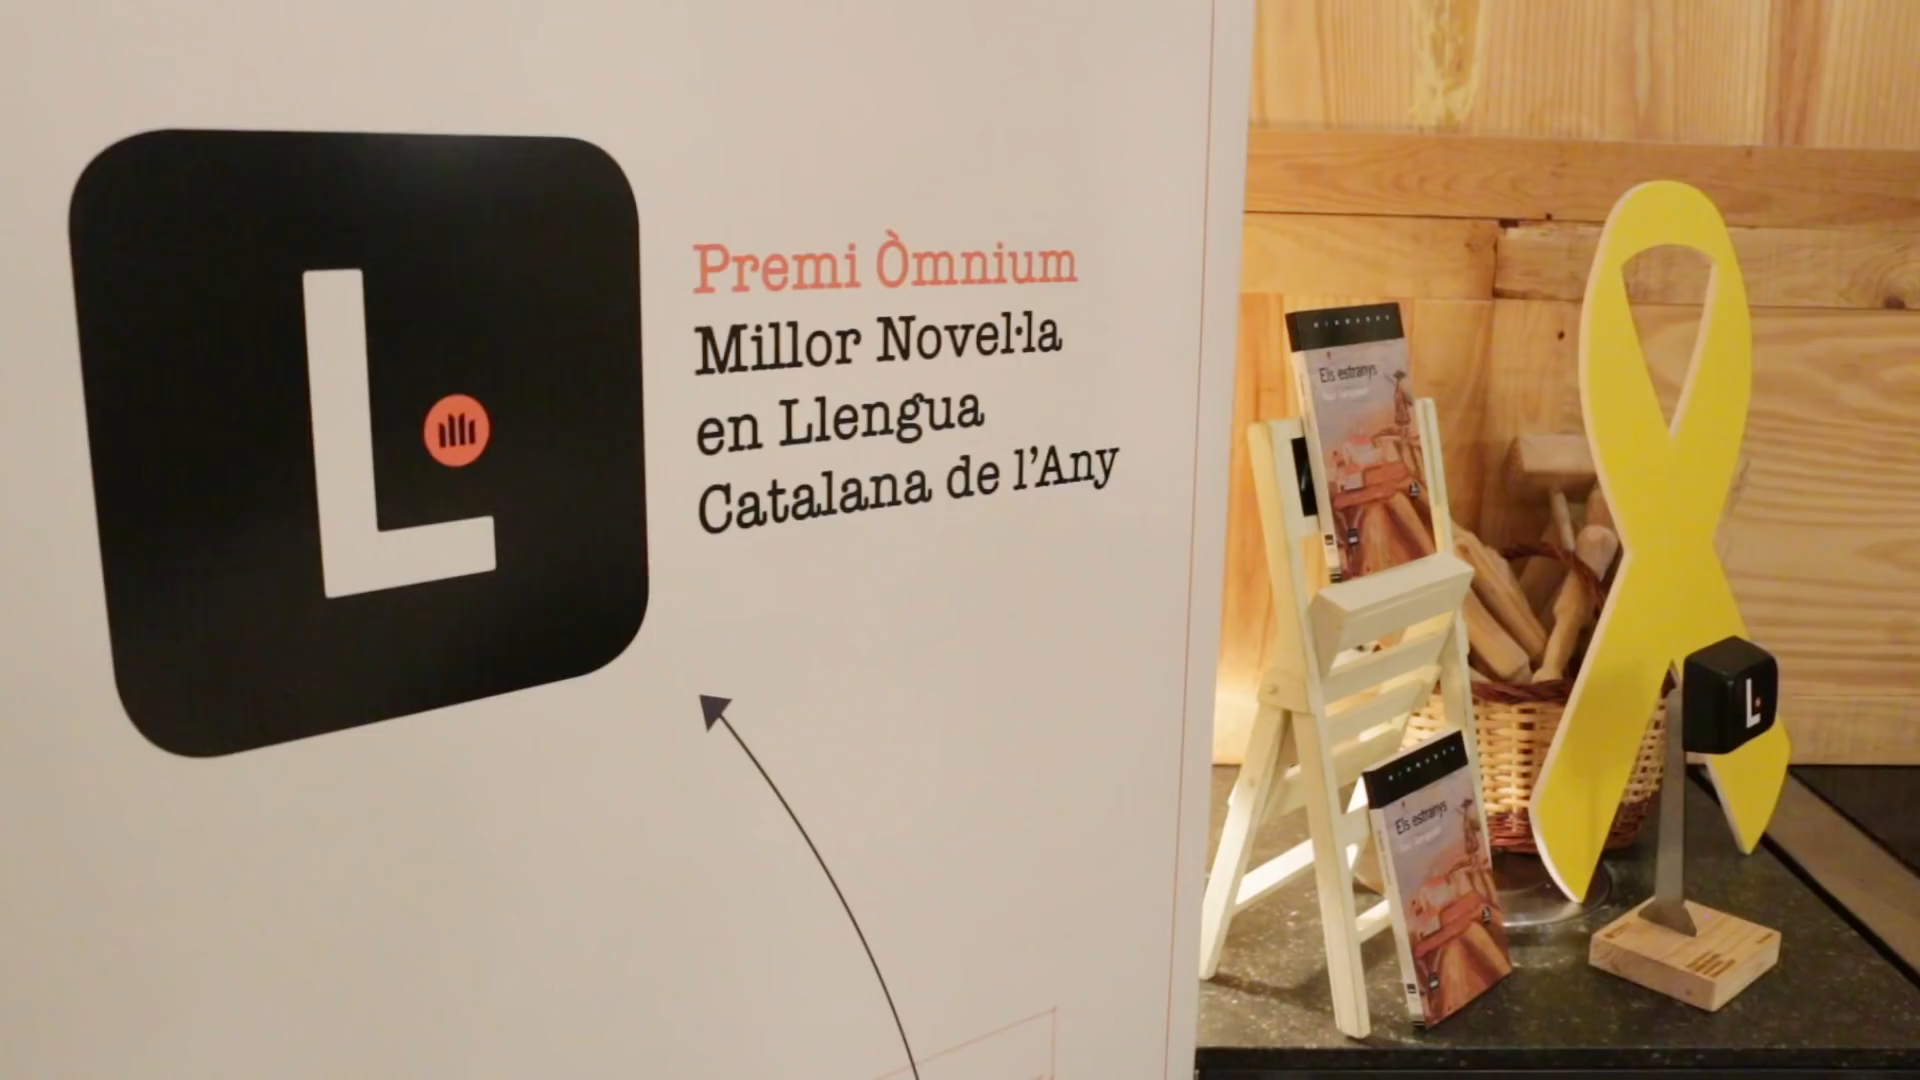 L
Premi Òmnium
Millor Novel·la
en Llengua
Catalana de l'Any
Els estranys
Els estranys
L